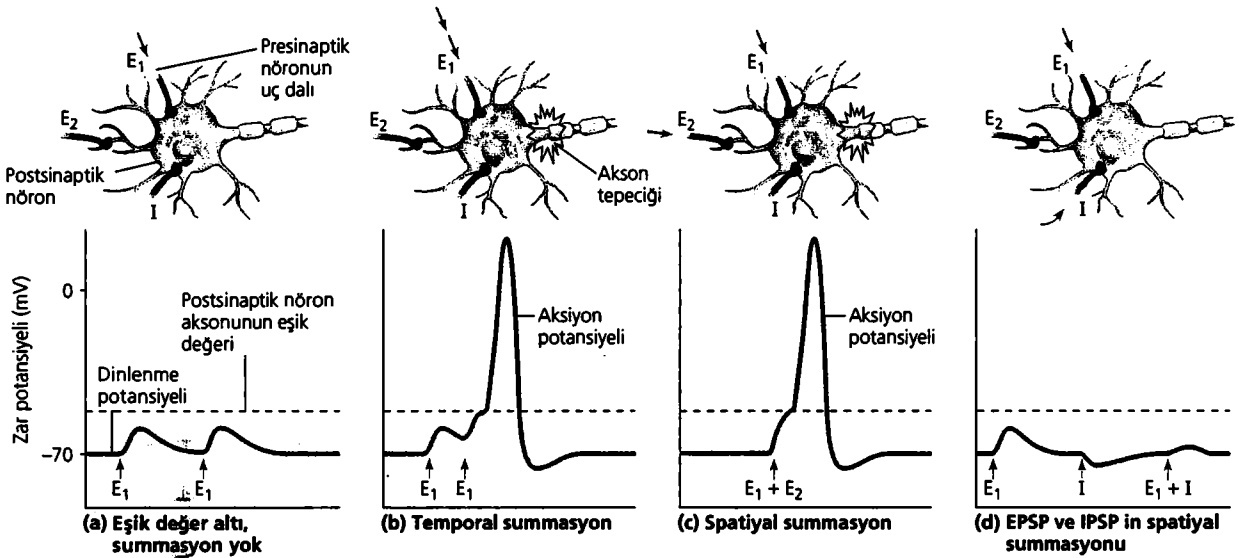 E1
Presinaptik
nöronun
uç dalı
E2
Postsinaptik
nöron
I
E1
E2
Akson
tepeciği
I
E1
E2
I
E1
E2
I
Zar potansiyeli (mV)
0
-70
Postsinaptik nöron
aksonunun eşik
değeri
Dinlenme
potansiyeli
E1
E1
Aksiyon
potansiyeli
E1
E1
Aksiyon
potansiyeli
E1 + E2
E1
I
E1 + I
(a) Eşik değer altı,
summasyon yok
(b) Temporal summasyon
(c) Spatiyal summasyon
(d) EPSP ve IPSP in spatiyal
summasyonu